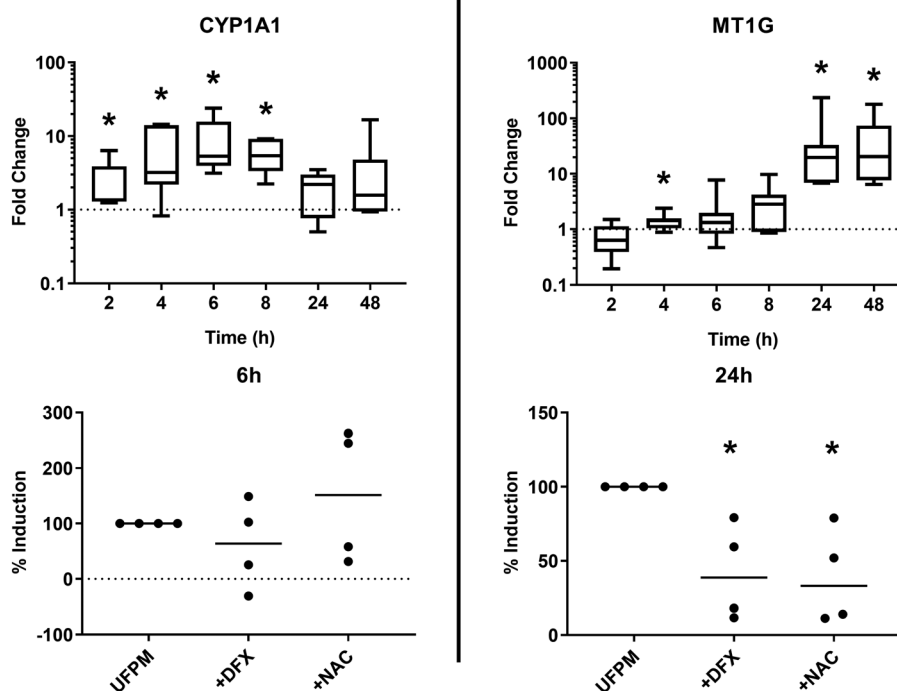 CYP1A1
Fold Change
100
10
1
0.1
* * * *
2 4 6 8 24 48
Time (h)
6h
% Induction
300
200
100
0
-100
UFPM +DFX +NAC
MT1G
Fold Change
1000
100
10
1
0.1
* * *
2 4 6 8 24 48
Time (h)
24h
% Induction
150
100
50
0
* *
UFPM +DFX +NAC